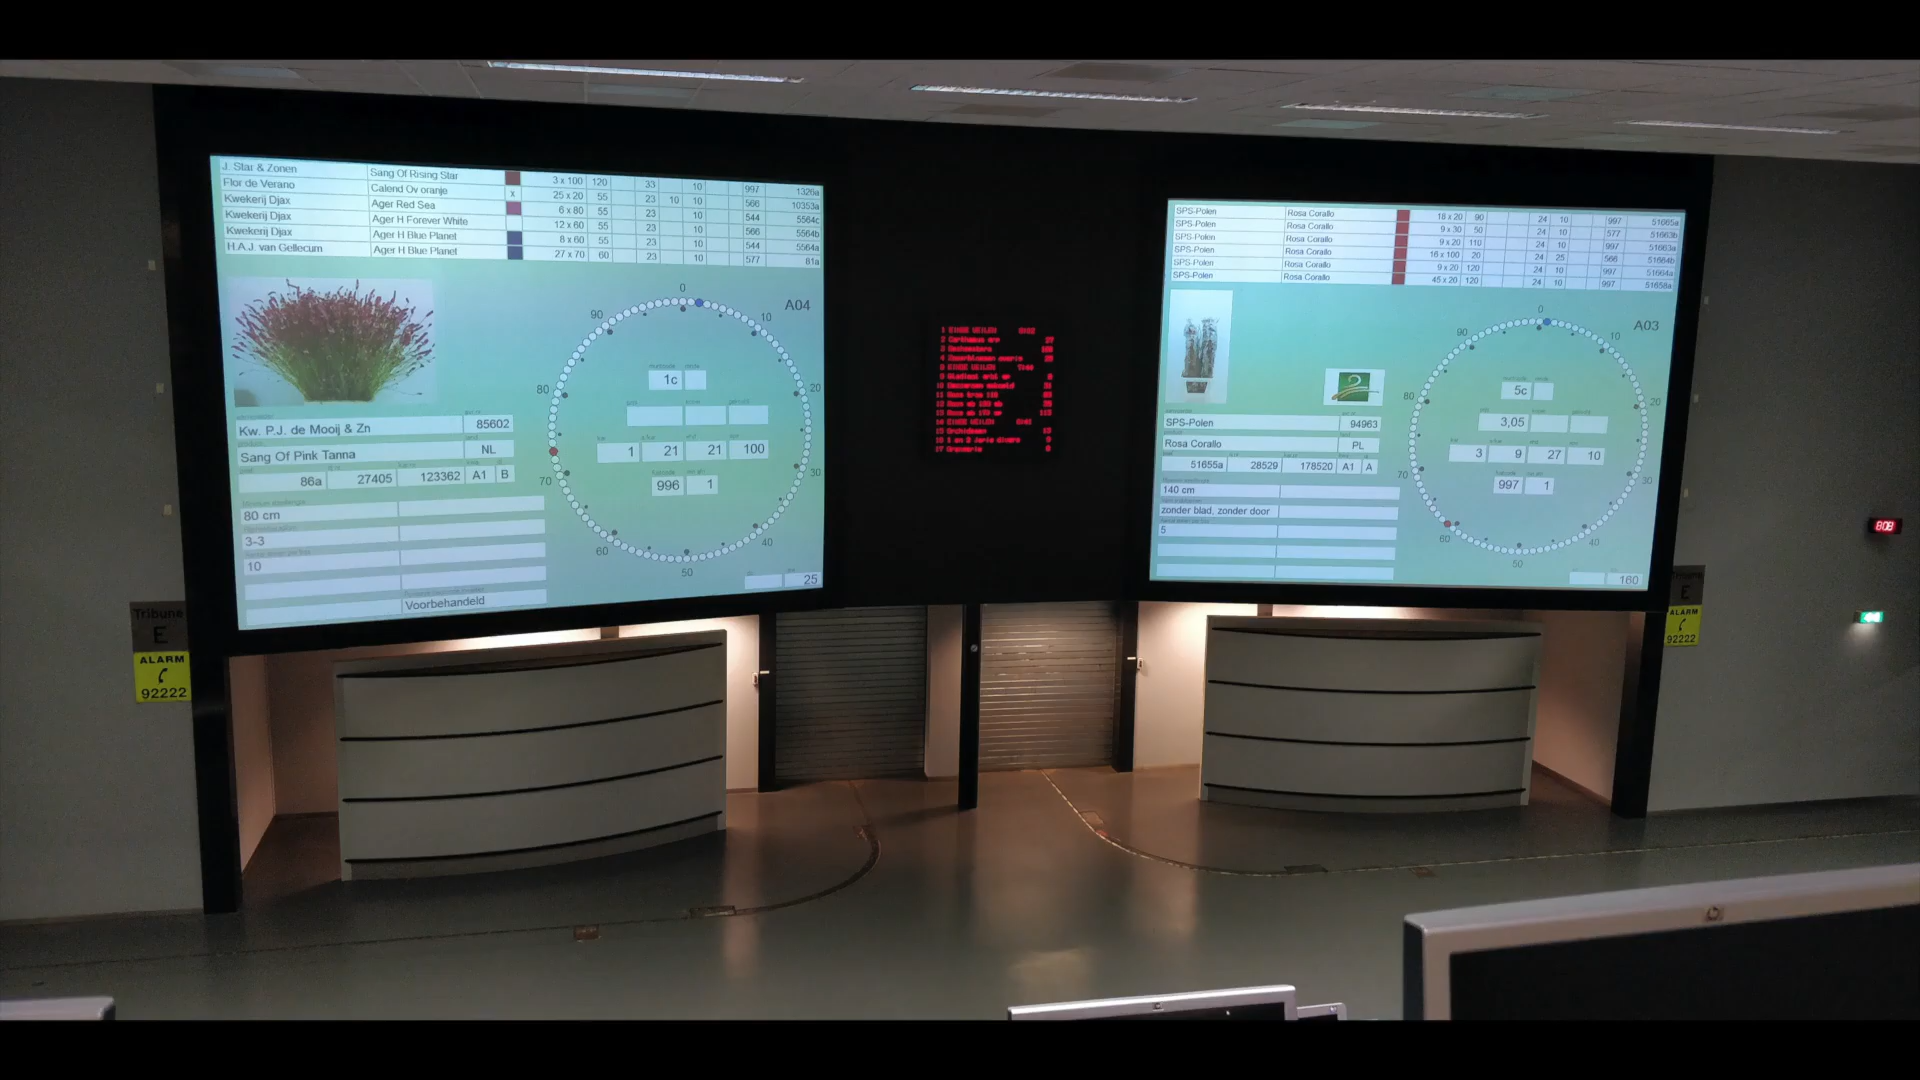 J. Star & Zonen Sang Of Rising Star 3 x 100 120 33 10 997 1326a
Flor de Verano Calend Ov oranje x 25 x 20 55 23 10 10 566 10353a
Kwekerij Djax Ager Red Sea 6 x 80 55 23 10 544 5564c
Kwekerij Djax Ager H Forever White 12 x 60 55 23 10 566 5564b
Kwekerij Djax Ager H Blue Planet 8 x 60 55 23 10 544 5564a
H.A.J. van Gellecum Ager H Blue Planet 27 x 70 60 23 10 577 81a
A04
0
10
20
30
40
50
60
70
80
90
1c
1 21 21 100
996 1
Kw. P.J. de Mooij & Zn 85602
Sang Of Pink Tanna NL
86a 27405 123362 A1 B
80 cm
3-3
10
Voorbehandeld
25
1 EINDE VEILEN
8 EINDE VEILEN
15 Orchideeen 13
SPS-Polen Rosa Corallo 18 x 20 90 24 10 997 51665a
SPS-Polen Rosa Corallo 9 x 30 50 24 10 577 51663b
SPS-Polen Rosa Corallo 9 x 20 110 24 10 997 51663a
SPS-Polen Rosa Corallo 16 x 100 20 24 25 566 51664b
SPS-Polen Rosa Corallo 9 x 20 120 24 10 997 51664a
SPS-Polen Rosa Corallo 45 x 20 120 24 10 997 51658a
A03
0
10
20
30
40
50
60
70
80
90
5c
3,05
3 9 27 10
997 1
SPS-Polen 94963
Rosa Corallo PL
51655a 28529 178520 A1 A
140 cm
zonder blad, zonder door
5
160
808
Tribune
E
ALARM
92222
E
ALARM
92222